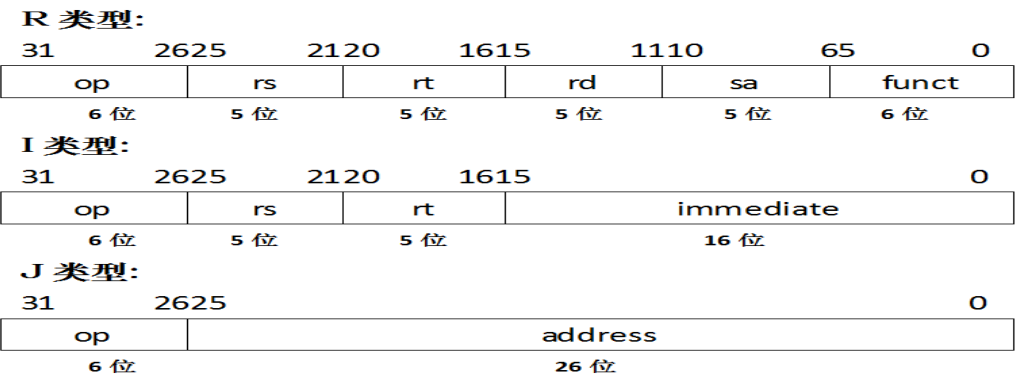 R 类型:
31 2625 2120 1615 1110 65 0
op rs rt rd sa funct
6 位 5 位 5 位 5 位 5 位 6 位
I 类型:
31 2625 2120 1615 0
op rs rt immediate
6 位 5 位 5 位 16 位
J 类型:
31 2625 0
op address
6 位 26 位